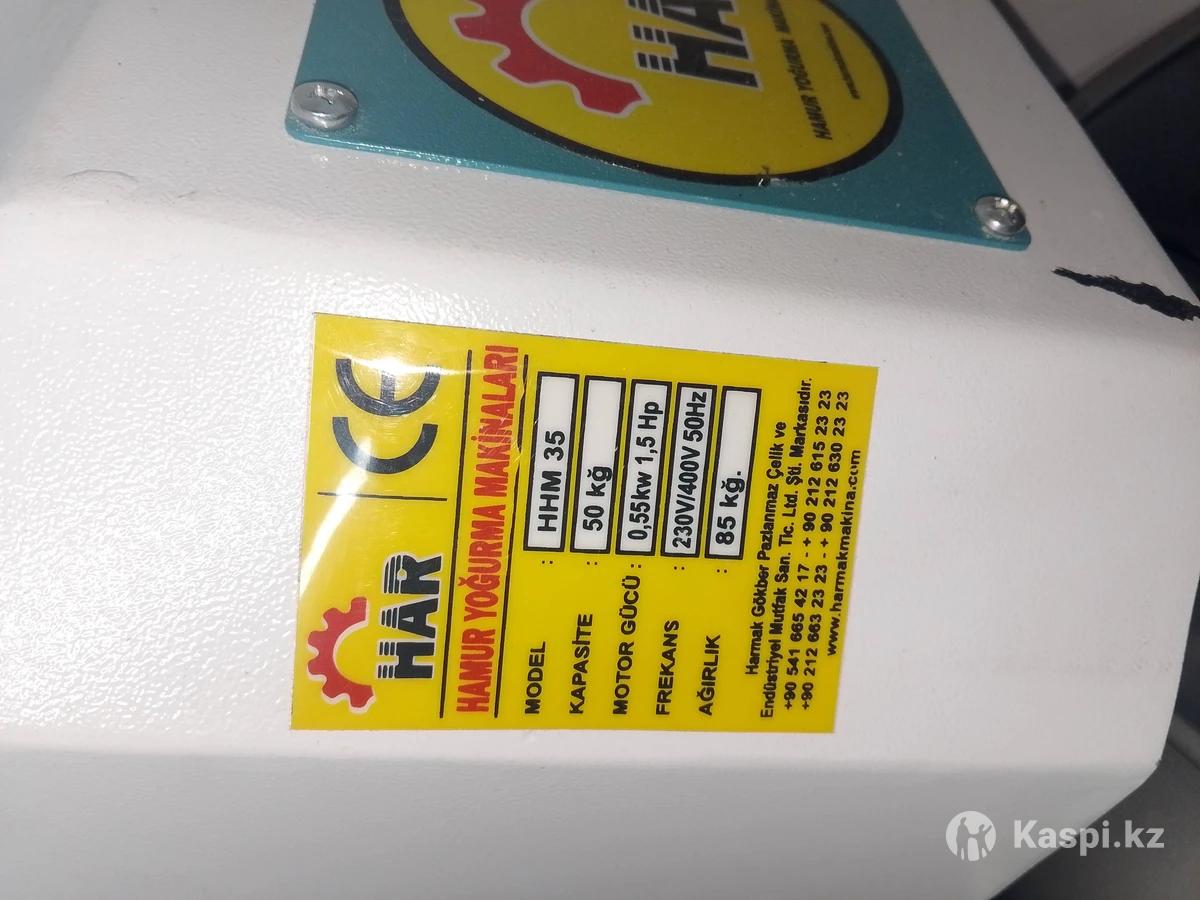 HAR
HAMUR YOĞURMA MAKİN
HAR
CE
HAMUR YOĞURMA MAKİNALARI
MODEL : HHM 35
KAPASİTE : 50 kğ
MOTOR GÜCÜ : 0,55kw 1,5 Hp
FREKANS : 230V/400V 50Hz
AĞIRLIK : 85 kğ.
Harmak Gökber Pazlanmaz Çelik ve
Endüstriyel Mutfak San. Tic. Ltd. Şti. Markasıdır.
+90 541 665 42 17 - + 90 212 615 23 23
+90 212 663 23 23 - + 90 212 630 23 23
www.harmakmakina.com
Kaspi.kz